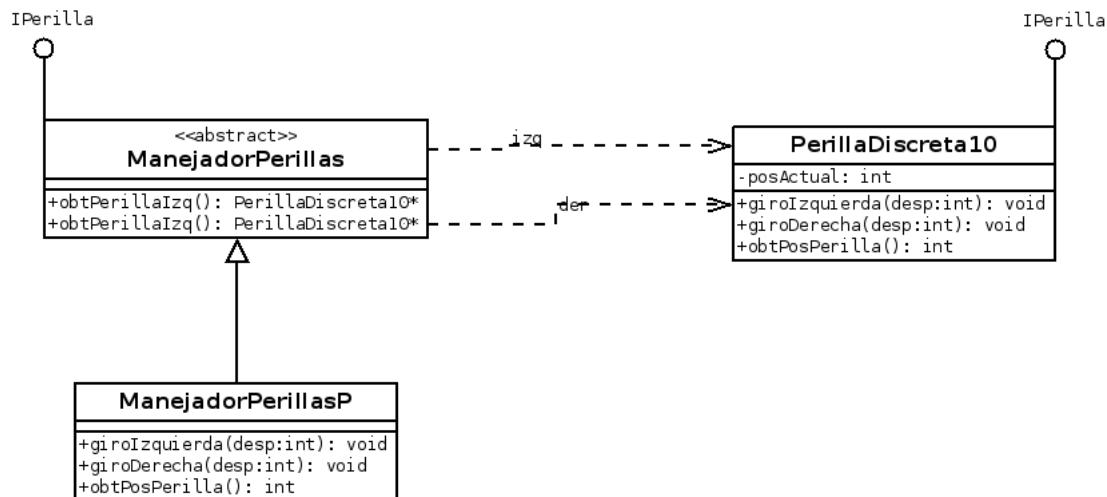 IPerilla
IPerilla
<<abstract>>
ManejadorPerillas
+obtPerillaIzq(): PerillaDiscreta10*
+obtPerillaIzq(): PerillaDiscreta10*
izq
der
PerillaDiscreta10
-posActual: int
+giroIzquierda(desp:int): void
+giroDerecha(desp:int): void
+obtPosPerilla(): int
ManejadorPerillasP
+giroIzquierda(desp:int): void
+giroDerecha(desp:int): void
+obtPosPerilla(): int